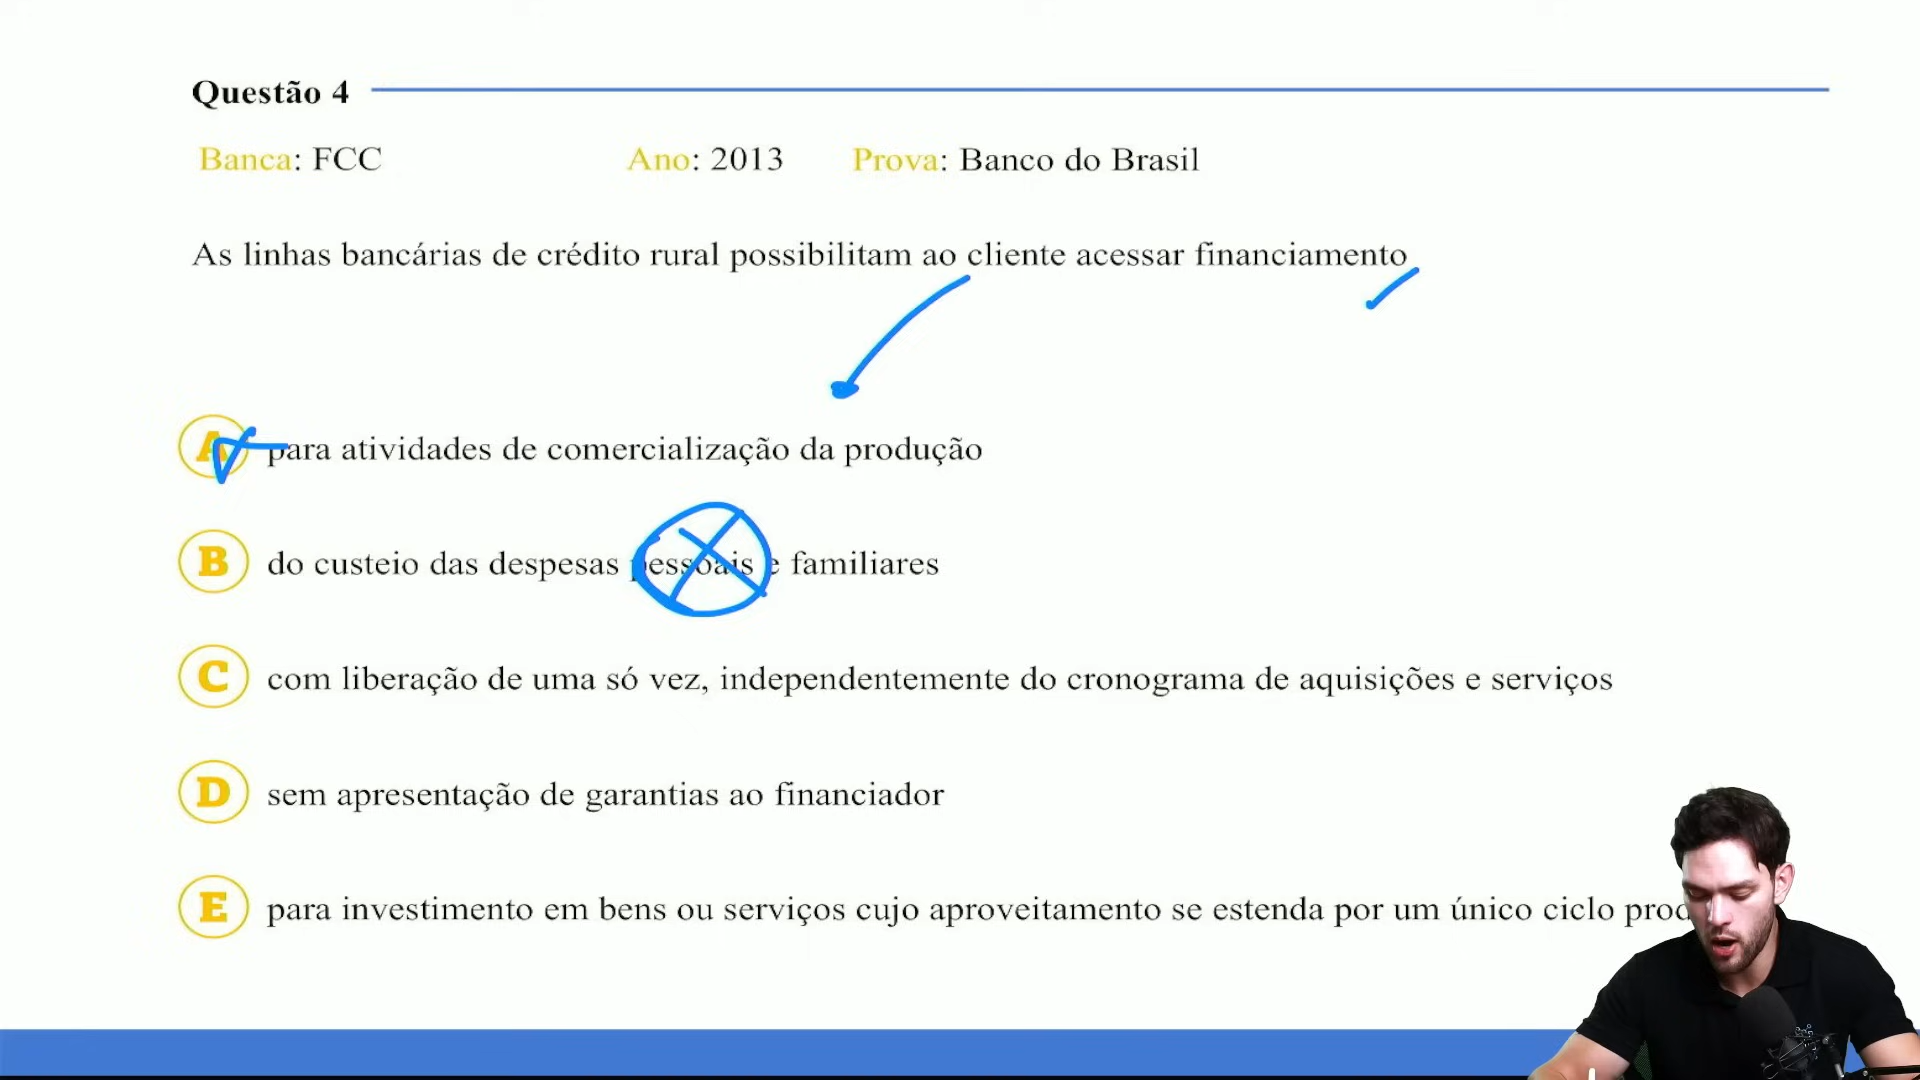 Questão 4
Banca: FCC Ano: 2013 Prova: Banco do Brasil
As linhas bancárias de crédito rural possibilitam ao cliente acessar financiamento
A para atividades de comercialização da produção
B do custeio das despesas pessoais e familiares
C com liberação de uma só vez, independentemente do cronograma de aquisições e serviços
D sem apresentação de garantias ao financiador
E para investimento em bens ou serviços cujo aproveitamento se estenda por um único ciclo